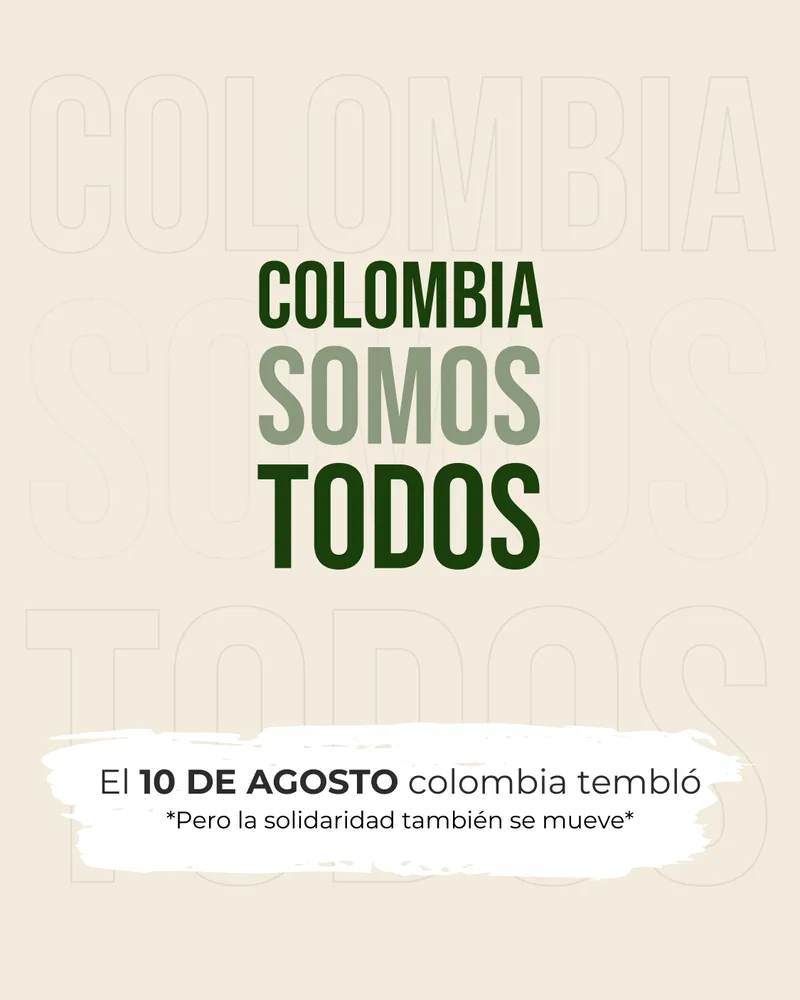 COLOMBIA
SOMOS
TODOS
COLOMBIA
SOMOS
TODOS
El 10 DE AGOSTO colombia tembló
*Pero la solidaridad también se mueve*